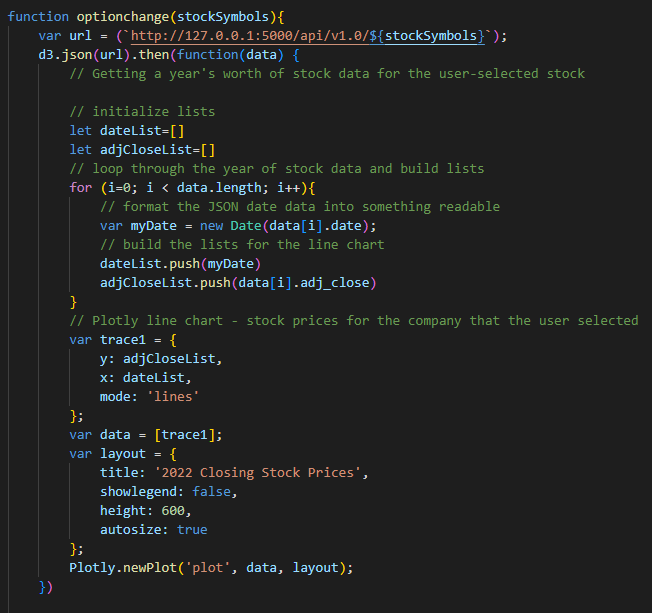 function optionchange(stockSymbols){
    var url = (`http://127.0.0.1:5000/api/v1.0/${stockSymbols}`);
    d3.json(url).then(function(data) {
        // Getting a year's worth of stock data for the user-selected stock

        // initialize lists
        let dateList=[]
        let adjCloseList=[]
        // loop through the year of stock data and build lists
        for (i=0; i < data.length; i++){
            // format the JSON date data into something readable
            var myDate = new Date(data[i].date);
            // build the lists for the line chart
            dateList.push(myDate)
            adjCloseList.push(data[i].adj_close)
        }
        // Plotly line chart - stock prices for the company that the user selected
        var trace1 = {
            y: adjCloseList,
            x: dateList,
            mode: 'lines'
        };
        var data = [trace1];
        var layout = {
            title: '2022 Closing Stock Prices',
            showlegend: false,
            height: 600,
            autosize: true
        };
        Plotly.newPlot('plot', data, layout);
    })